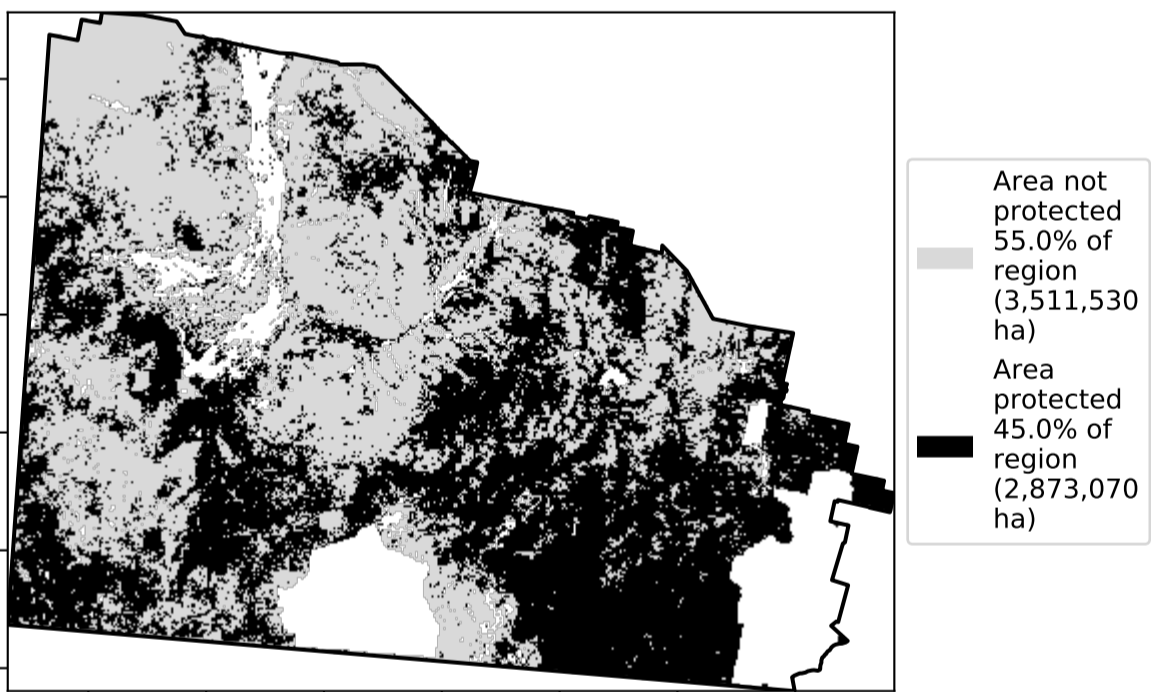 Area not
protected
55.0% of
region
(3,511,530
ha)
Area
protected
45.0% of
region
(2,873,070
ha)